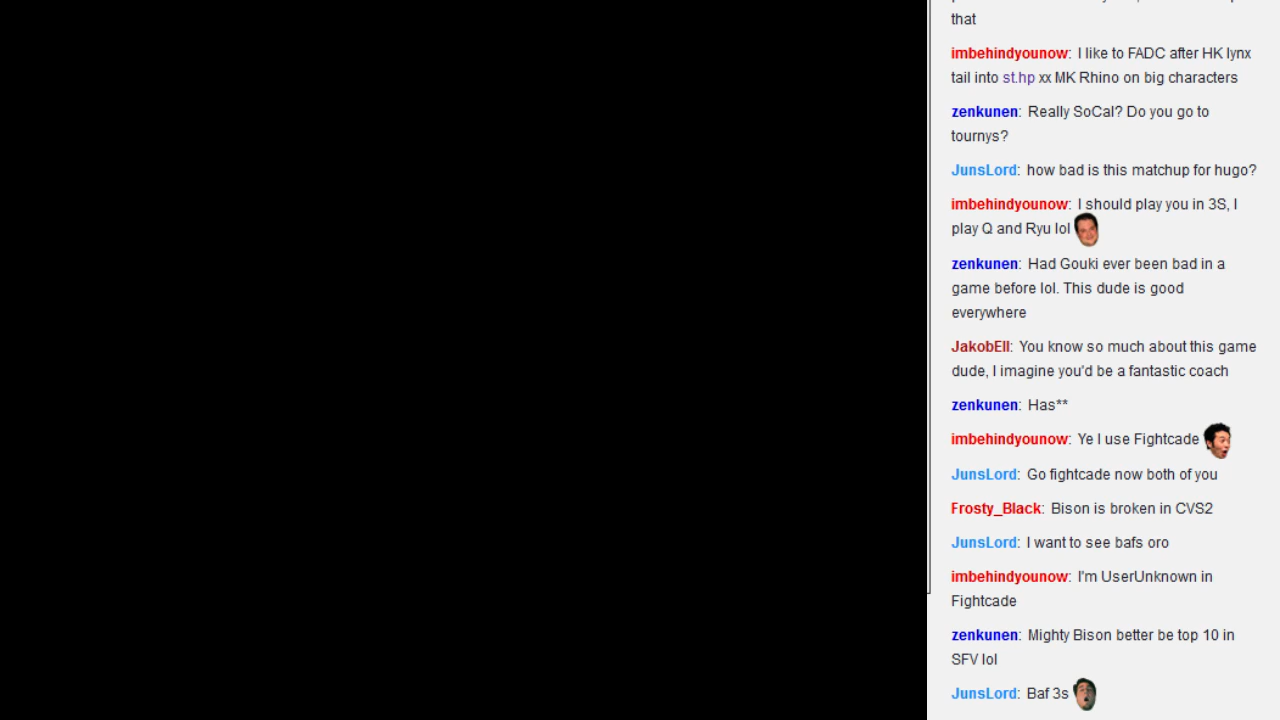 that
imbehindyounow: I like to FADC after HK lynx
tail into st.hp xx MK Rhino on big characters
zenkunen: Really SoCal? Do you go to
tournys?
JunsLord: how bad is this matchup for hugo?
imbehindyounow: I should play you in 3S, I
play Q and Ryu lol
zenkunen: Had Gouki ever been bad in a
game before lol. This dude is good
everywhere
JakobEll: You know so much about this game
dude, I imagine you'd be a fantastic coach
zenkunen: Has**
imbehindyounow: Ye I use Fightcade
JunsLord: Go fightcade now both of you
Frosty_Black: Bison is broken in CVS2
JunsLord: I want to see bafs oro
imbehindyounow: I'm UserUnknown in
Fightcade
zenkunen: Mighty Bison better be top 10 in
SFV lol
JunsLord: Baf 3s